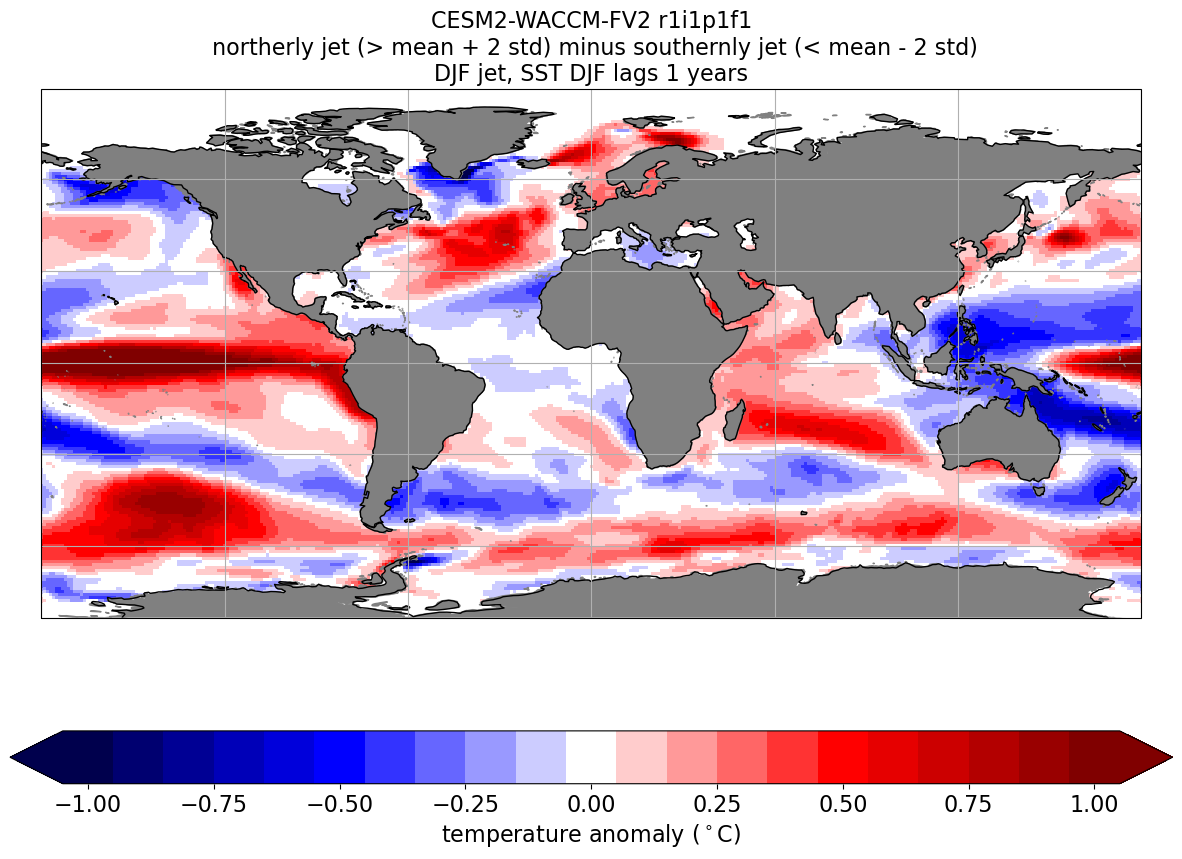 CESM2-WACCM-FV2 r1i1p1f1
northerly jet (> mean + 2 std) minus southernly jet (< mean - 2 std)
DJF jet, SST DJF lags 1 years
−1.00 −0.75 −0.50 −0.25 0.00 0.25 0.50 0.75 1.00
temperature anomaly (°C)